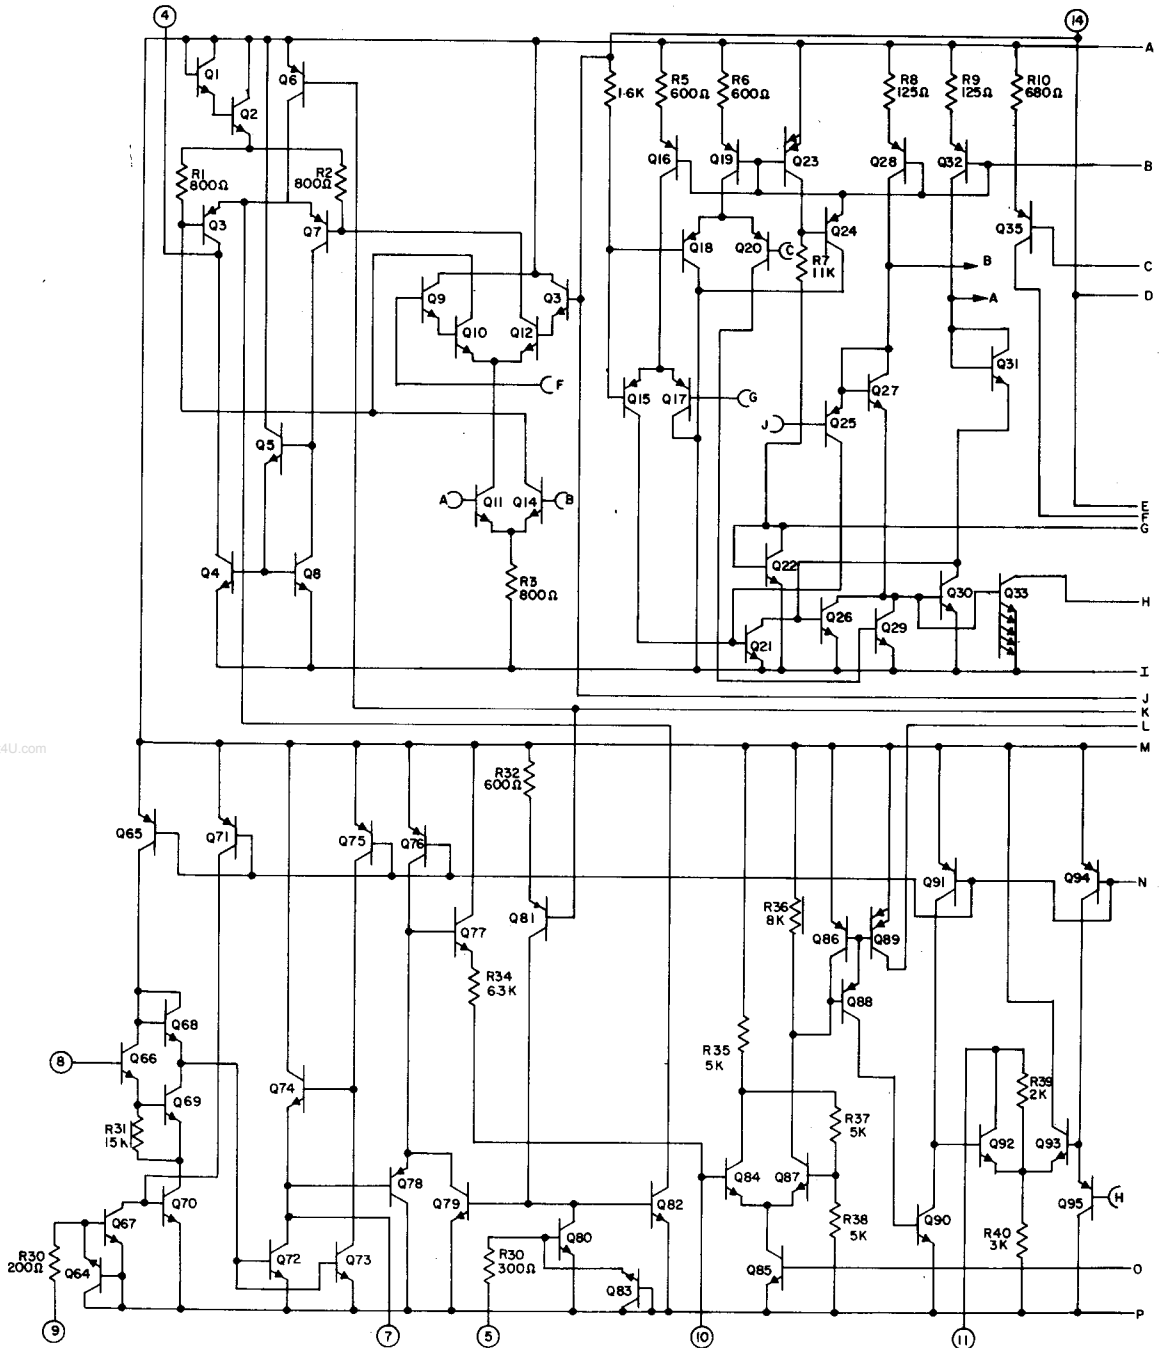 4
14
Q1
Q6
Q2
R1
800Ω
R2
800Ω
Q3
Q7
1.6K
R5
600Ω
R6
600Ω
R8
125Ω
R9
125Ω
R10
680Ω
A
Q16
Q19
Q23
Q28
Q32
B
Q18
Q20
C
Q24
Q35
R7
11K
B
A
C
D
Q9
Q10
Q12
Q3
F
Q15
Q17
G
J
Q25
Q27
Q31
Q5
A
Q11
Q14
B
E
F
G
Q4
Q8
R3
800Ω
Q22
Q21
Q26
Q29
Q30
Q33
H
I
J
K
L
M
4U.com
Q65
Q71
Q75
Q76
R32
600Ω
Q81
Q77
R34
6.3K
R36
8K
Q86
Q89
Q88
Q91
Q94
N
8
Q66
Q68
Q69
R31
15K
Q74
R35
5K
R37
5K
R38
5K
R39
2K
Q92
Q93
Q70
Q67
Q64
R30
200Ω
Q72
Q73
Q78
Q79
Q80
R30
300Ω
Q83
Q82
Q84
Q87
Q85
Q90
R40
3K
Q95
H
O
P
9
7
5
10
11